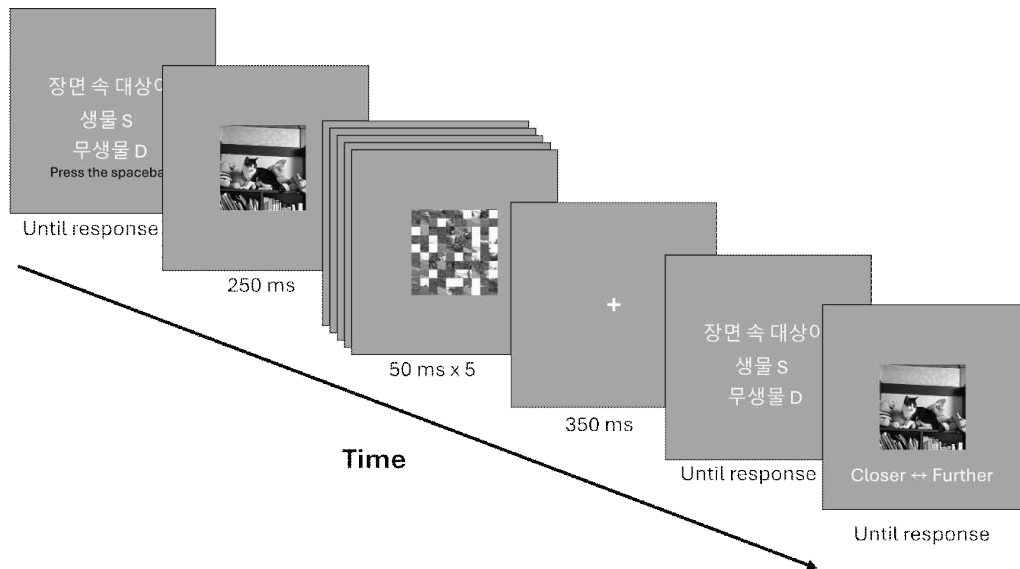 장면 속 대상이
생물 S
무생물 D
Press the spaceba
Until response
250 ms
50 ms x 5
+
350 ms
장면 속 대상이
생물 S
무생물 D
Until response
Closer ↔ Further
Until response
Time